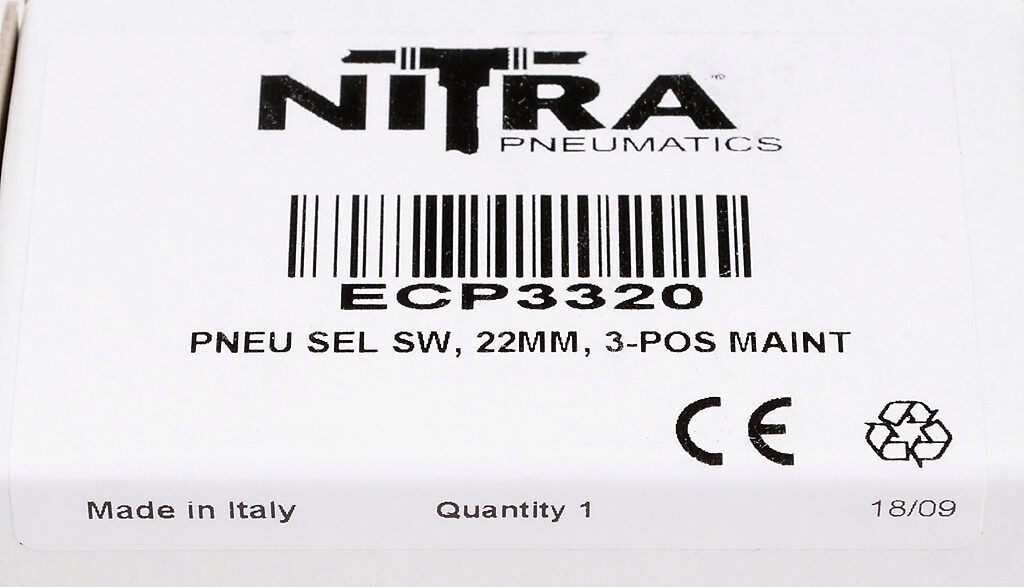 NITRA
PNEUMATICS
ECP3320
PNEU SEL SW, 22MM, 3-POS MAINT
CE
Made in Italy Quantity 1 18/09